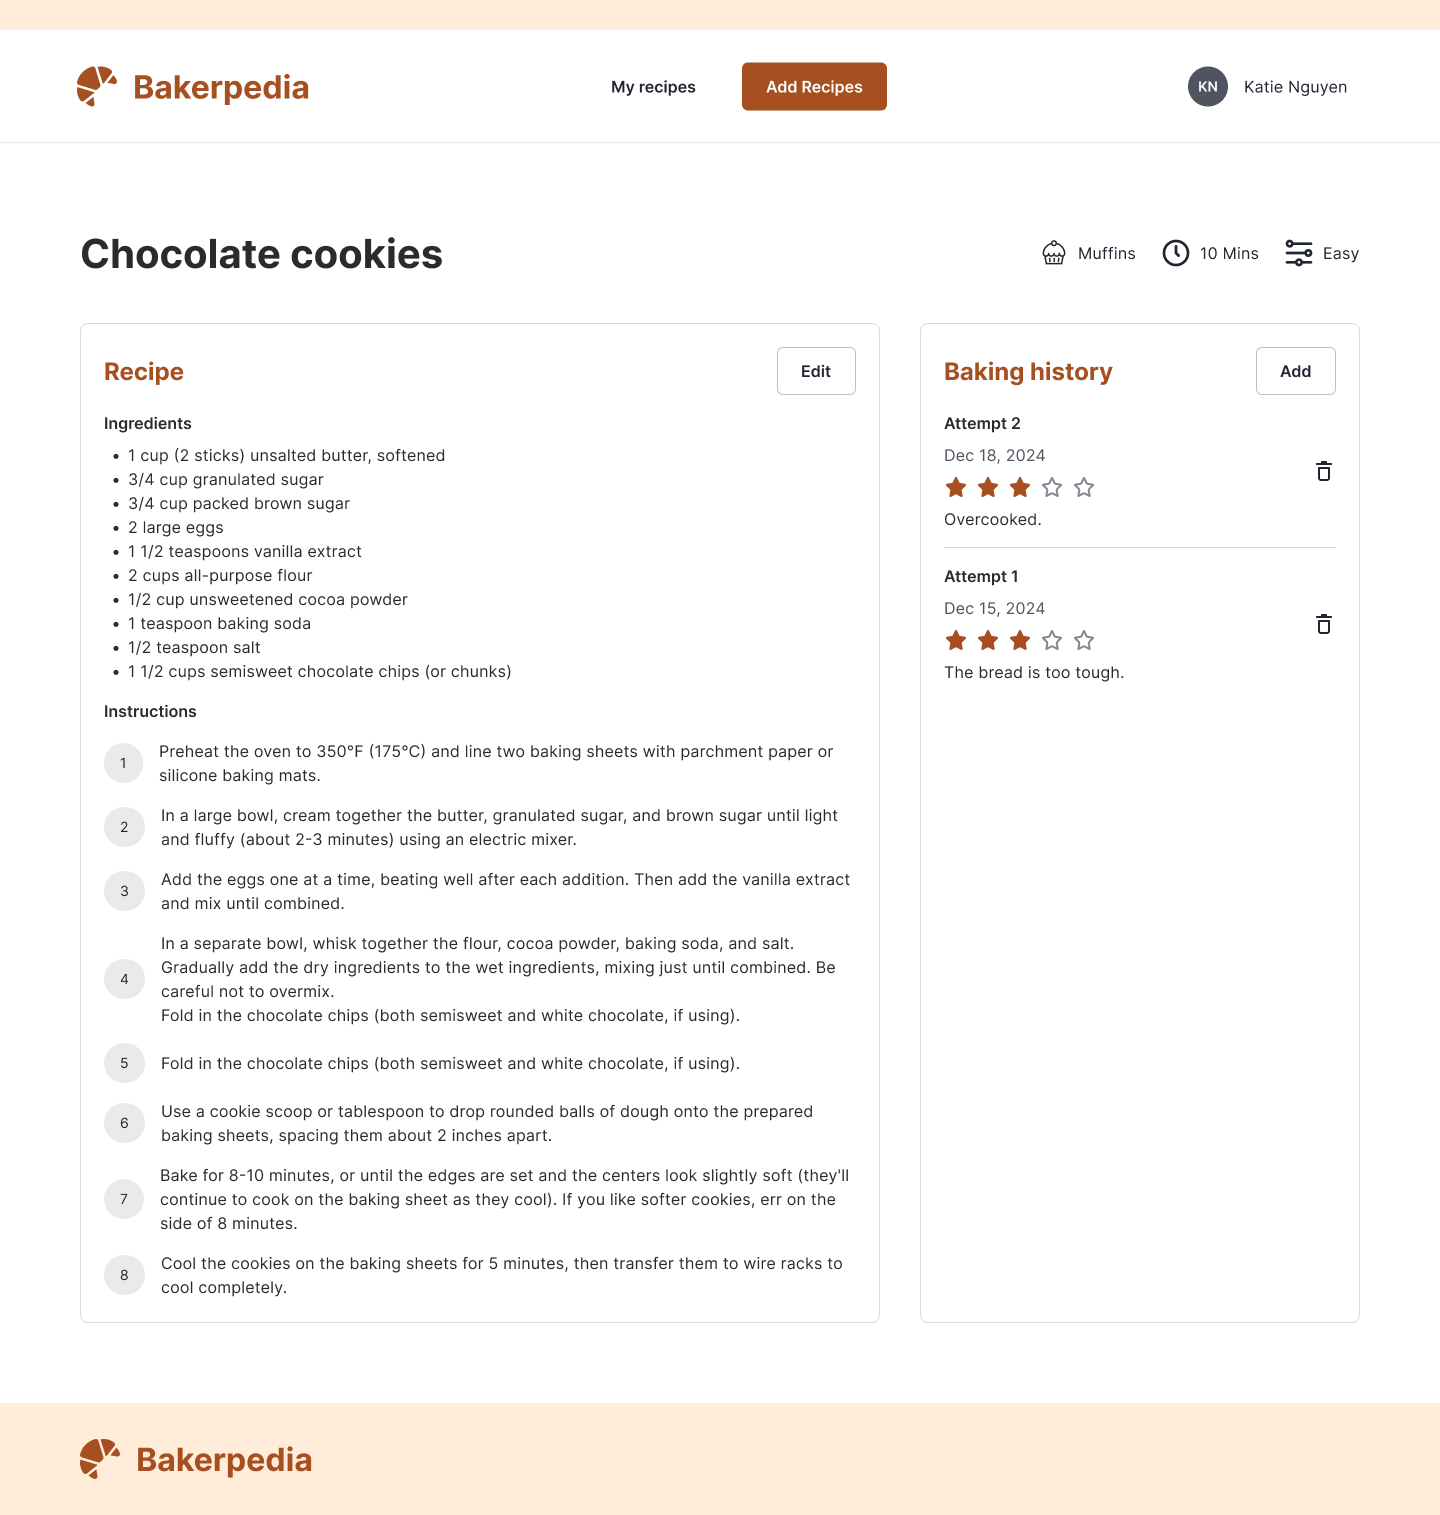 Bakerpedia
My recipes
Add Recipes
KN
Katie Nguyen
Chocolate cookies
Muffins
10 Mins
Easy
Recipe
Edit
Ingredients
• 1 cup (2 sticks) unsalted butter, softened
• 3/4 cup granulated sugar
• 3/4 cup packed brown sugar
• 2 large eggs
• 1 1/2 teaspoons vanilla extract
• 2 cups all-purpose flour
• 1/2 cup unsweetened cocoa powder
• 1 teaspoon baking soda
• 1/2 teaspoon salt
• 1 1/2 cups semisweet chocolate chips (or chunks)
Instructions
1
Preheat the oven to 350°F (175°C) and line two baking sheets with parchment paper or
silicone baking mats.
2
In a large bowl, cream together the butter, granulated sugar, and brown sugar until light
and fluffy (about 2-3 minutes) using an electric mixer.
3
Add the eggs one at a time, beating well after each addition. Then add the vanilla extract
and mix until combined.
4
In a separate bowl, whisk together the flour, cocoa powder, baking soda, and salt.
Gradually add the dry ingredients to the wet ingredients, mixing just until combined. Be
careful not to overmix.
Fold in the chocolate chips (both semisweet and white chocolate, if using).
5
Fold in the chocolate chips (both semisweet and white chocolate, if using).
6
Use a cookie scoop or tablespoon to drop rounded balls of dough onto the prepared
baking sheets, spacing them about 2 inches apart.
7
Bake for 8-10 minutes, or until the edges are set and the centers look slightly soft (they'll
continue to cook on the baking sheet as they cool). If you like softer cookies, err on the
side of 8 minutes.
8
Cool the cookies on the baking sheets for 5 minutes, then transfer them to wire racks to
cool completely.
Baking history
Add
Attempt 2
Dec 18, 2024
Overcooked.
Attempt 1
Dec 15, 2024
The bread is too tough.
Bakerpedia